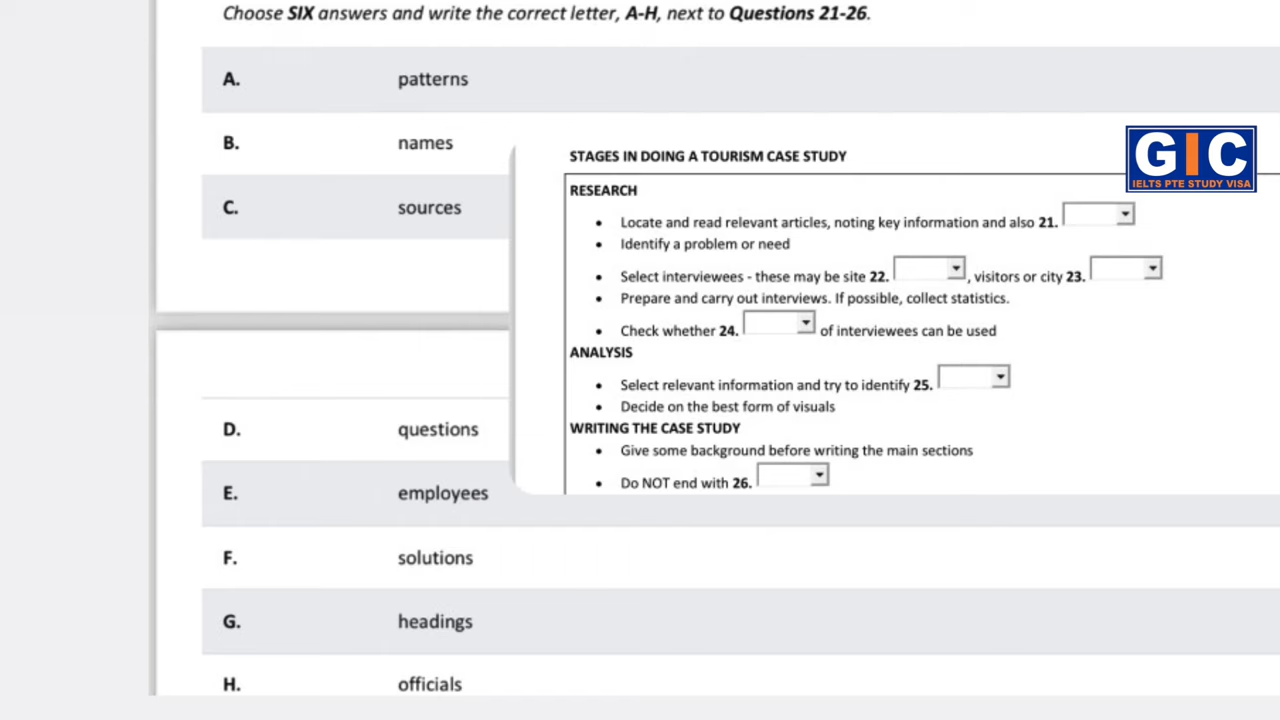 Choose SIX answers and write the correct letter, A-H, next to Questions 21-26.
A. patterns
B. names
C. sources
D. questions
E. employees
F. solutions
G. headings
H. officials
GIC
IELTS PTE STUDY VISA
STAGES IN DOING A TOURISM CASE STUDY
RESEARCH
• Locate and read relevant articles, noting key information and also 21.
• Identify a problem or need
• Select interviewees - these may be site 22. , visitors or city 23.
• Prepare and carry out interviews. If possible, collect statistics.
• Check whether 24. of interviewees can be used
ANALYSIS
• Select relevant information and try to identify 25.
• Decide on the best form of visuals
WRITING THE CASE STUDY
• Give some background before writing the main sections
• Do NOT end with 26.